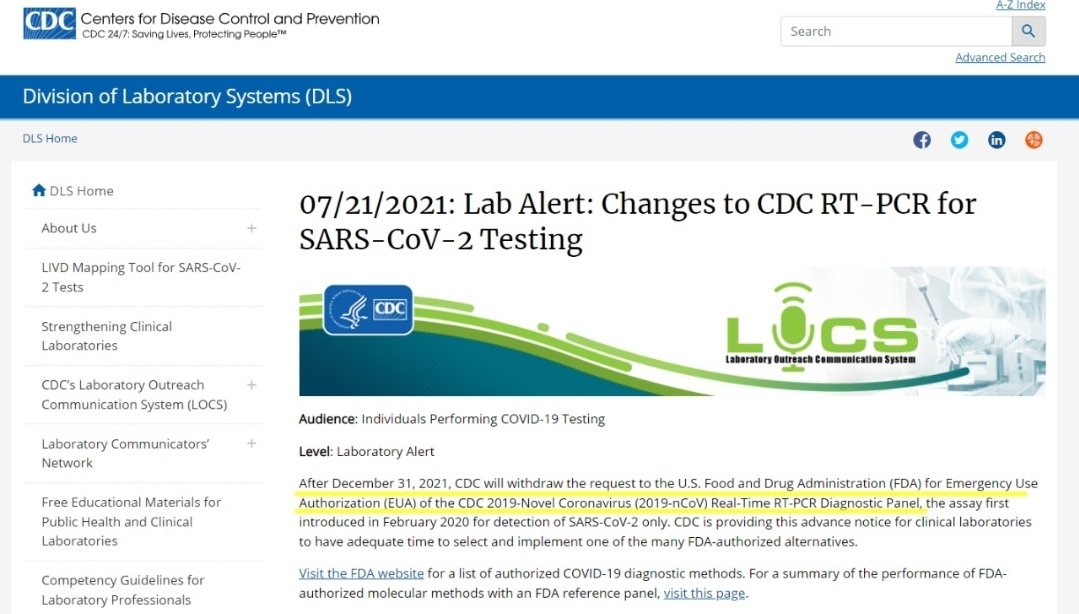 CDC Centers for Disease Control and Prevention
CDC 24/7: Saving Lives, Protecting People™
A-Z Index
Search
Advanced Search
Division of Laboratory Systems (DLS)
DLS Home
DLS Home
About Us
LIVD Mapping Tool for SARS-CoV-
2 Tests
Strengthening Clinical
Laboratories
CDC's Laboratory Outreach
Communication System (LOCS)
Laboratory Communicators'
Network
Free Educational Materials for
Public Health and Clinical
Laboratories
Competency Guidelines for
Laboratory Professionals
07/21/2021: Lab Alert: Changes to CDC RT-PCR for
SARS-CoV-2 Testing
CDC
LOCS
Laboratory Outreach Communication System
Audience: Individuals Performing COVID-19 Testing
Level: Laboratory Alert
After December 31, 2021, CDC will withdraw the request to the U.S. Food and Drug Administration (FDA) for Emergency Use
Authorization (EUA) of the CDC 2019-Novel Coronavirus (2019-nCoV) Real-Time RT-PCR Diagnostic Panel, the assay first
introduced in February 2020 for detection of SARS-CoV-2 only. CDC is providing this advance notice for clinical laboratories
to have adequate time to select and implement one of the many FDA-authorized alternatives.
Visit the FDA website for a list of authorized COVID-19 diagnostic methods. For a summary of the performance of FDA-
authorized molecular methods with an FDA reference panel, visit this page.